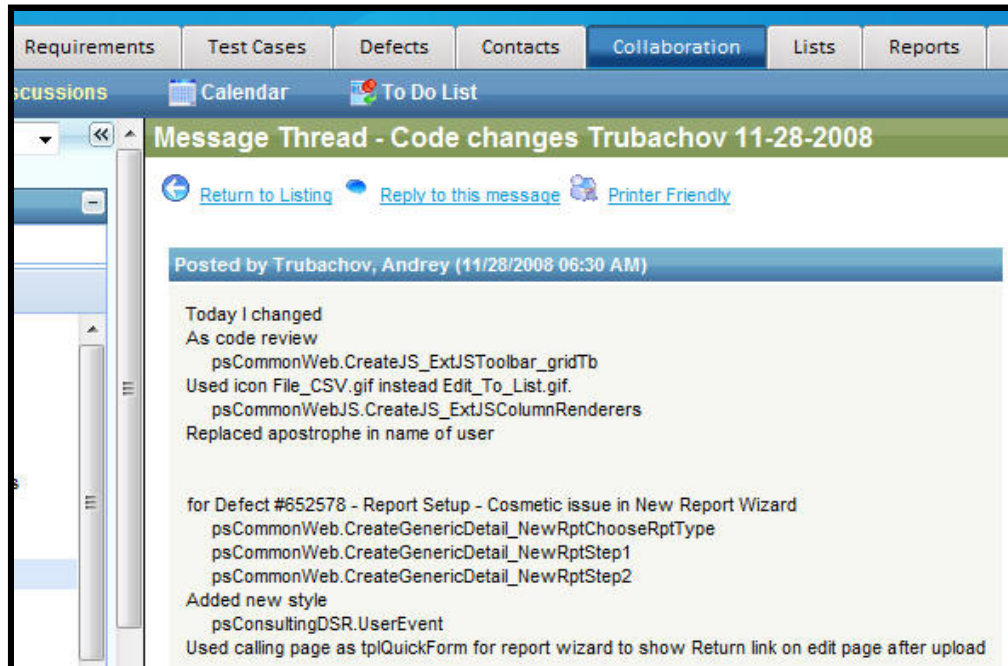 Requirements Test Cases Defects Contacts Collaboration Lists Reports
scussions Calendar To Do List
Message Thread - Code changes Trubachov 11-28-2008
Return to Listing Reply to this message Printer Friendly
Posted by Trubachov, Andrey (11/28/2008 06:30 AM)
Today I changed
As code review
psCommonWeb.CreateJS_ExtJSToolbar_gridTb
Used icon File_CSV.gif instead Edit_To_List.gif.
psCommonWebJS.CreateJS_ExtJSColumnRenderers
Replaced apostrophe in name of user
s
for Defect #652578 - Report Setup - Cosmetic issue in New Report Wizard
psCommonWeb.CreateGenericDetail_NewRptChooseRptType
psCommonWeb.CreateGenericDetail_NewRptStep1
psCommonWeb.CreateGenericDetail_NewRptStep2
Added new style
psConsultingDSR.UserEvent
Used calling page as tplQuickForm for report wizard to show Return link on edit page after upload